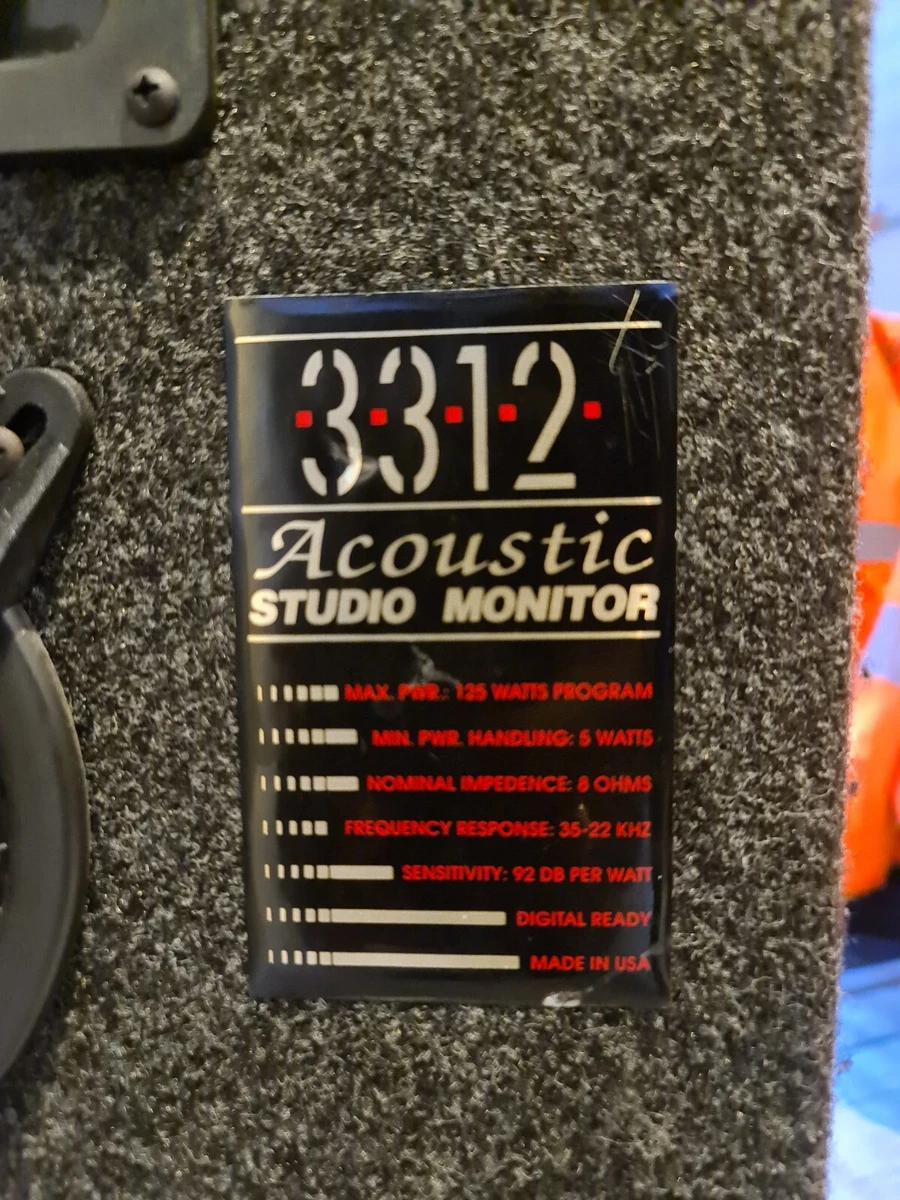 3312
Acoustic
STUDIO MONITOR
MAX. PWR.: 125 WATTS PROGRAM
MIN. PWR. HANDLING: 5 WATTS
NOMINAL IMPEDENCE: 8 OHMS
FREQUENCY RESPONSE: 35-22 KHZ
SENSITIVITY: 92 DB PER WATT
DIGITAL READY
MADE IN USA